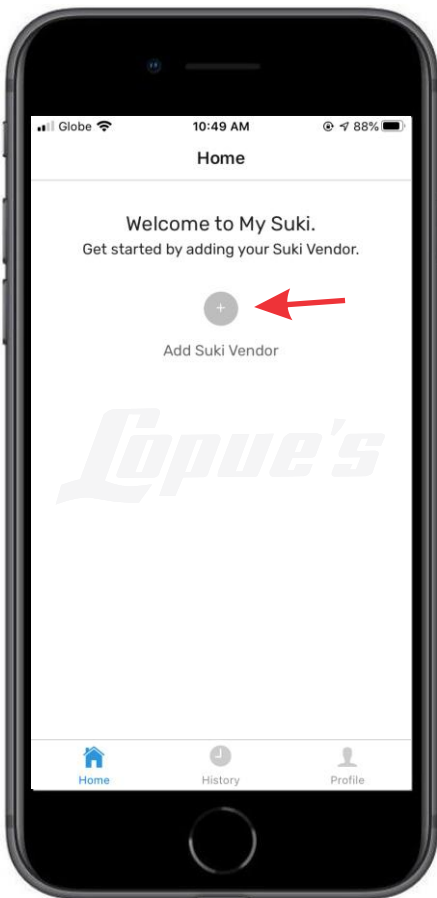 Globe 10:49 AM 88%
Home
Welcome to My Suki.
Get started by adding your Suki Vendor.
+
Add Suki Vendor
Lopue's
Home History Profile